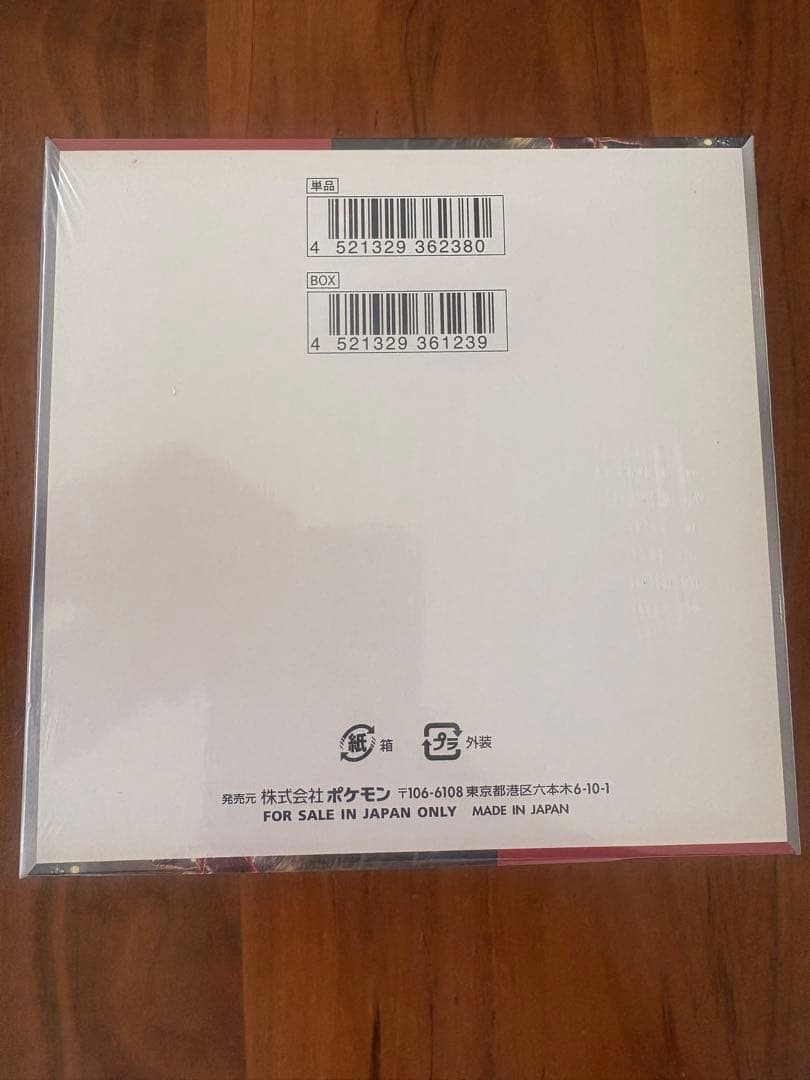 単品
4 521329 362380
BOX
4 521329 361239
紙 箱 プラ 外装
発売元 株式会社 ポケモン 〒106-6108 東京都港区六本木6-10-1
FOR SALE IN JAPAN ONLY MADE IN JAPAN